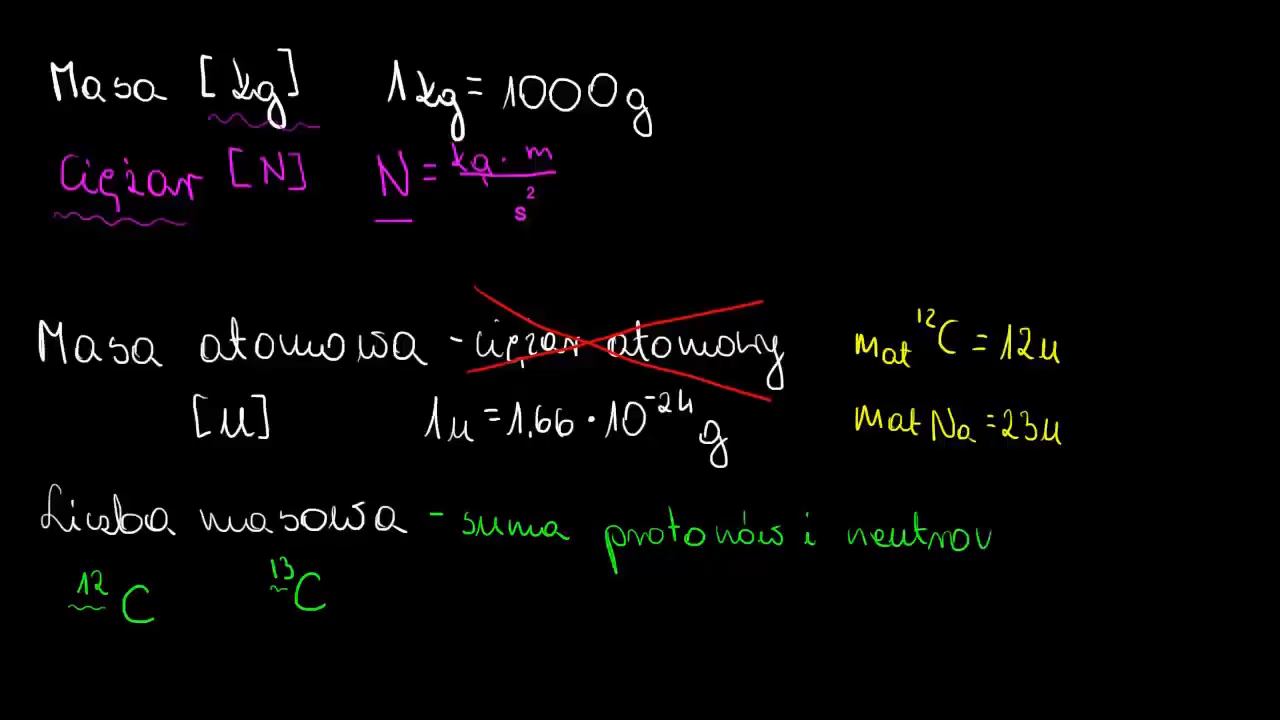 Masa [kg] 1kg = 1000g
Ciężar [N] N = kg · m / s²
Masa atomowa - ciężar atomowy mat ¹²C = 12u
[u] 1u = 1,66 · 10⁻²⁴ g mat Na = 23u
Liczba masowa - suma protonów i neutrov
¹²C ¹³C